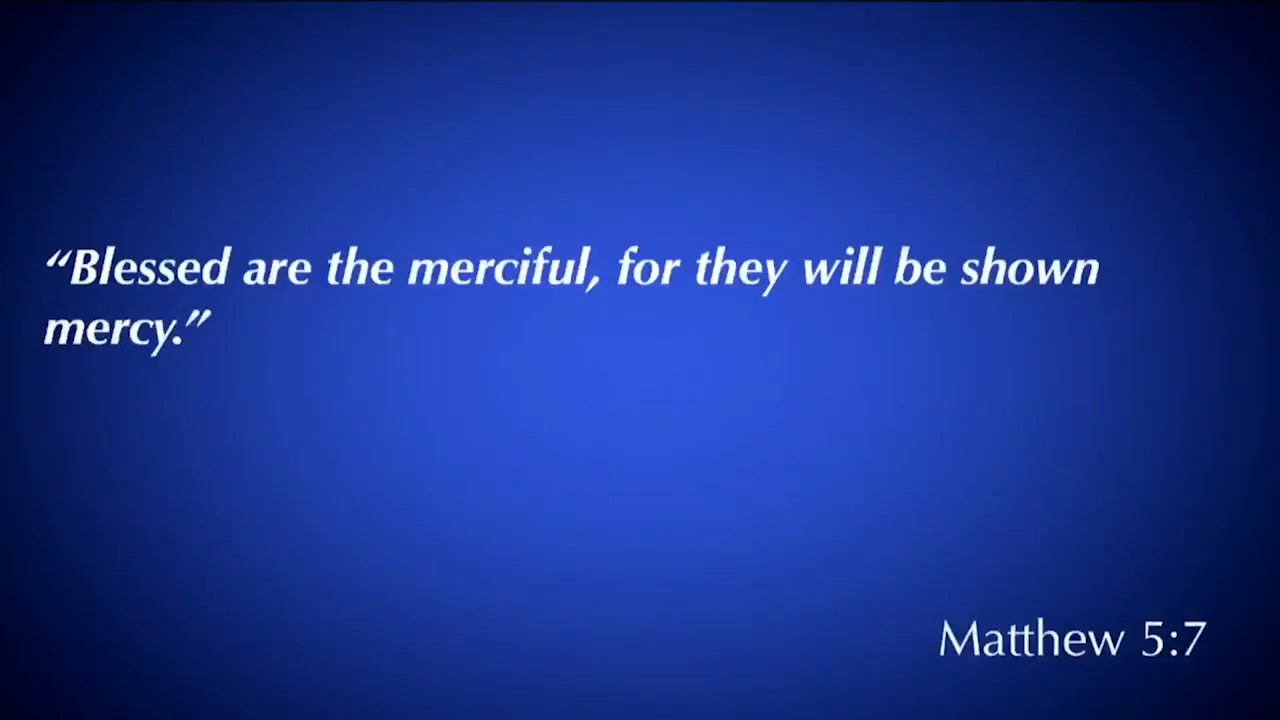 “Blessed are the merciful, for they will be shown
mercy.”
Matthew 5:7